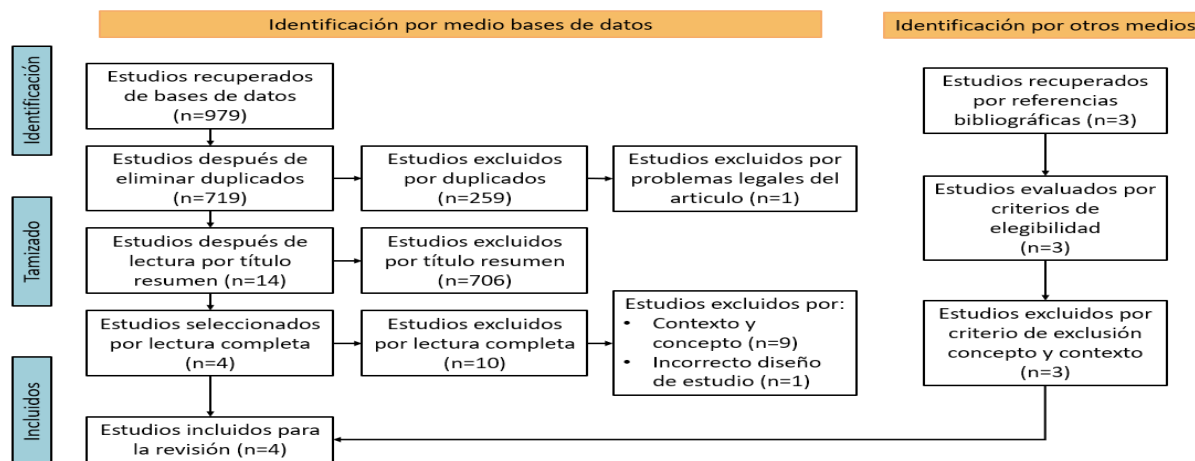 Identificación por medio bases de datos
Identificación por otros medios
Identificación
Estudios recuperados
de bases de datos
(n=979)
Estudios recuperados
por referencias
bibliográficas (n=3)
Estudios después de
eliminar duplicados
(n=719)
Estudios excluidos
por duplicados
(n=259)
Estudios excluidos por
problemas legales del
articulo (n=1)
Estudios evaluados por
criterios de
elegibilidad
(n=3)
Tamizado
Estudios después de
lectura por título
resumen (n=14)
Estudios excluidos
por título resumen
(n=706)
Estudios seleccionados
por lectura completa
(n=4)
Estudios excluidos
por lectura completa
(n=10)
Estudios excluidos por:
• Contexto y
concepto (n=9)
• Incorrecto diseño
de estudio (n=1)
Estudios excluidos por
criterio de exclusión
concepto y contexto
(n=3)
Incluidos
Estudios incluidos para
la revisión (n=4)